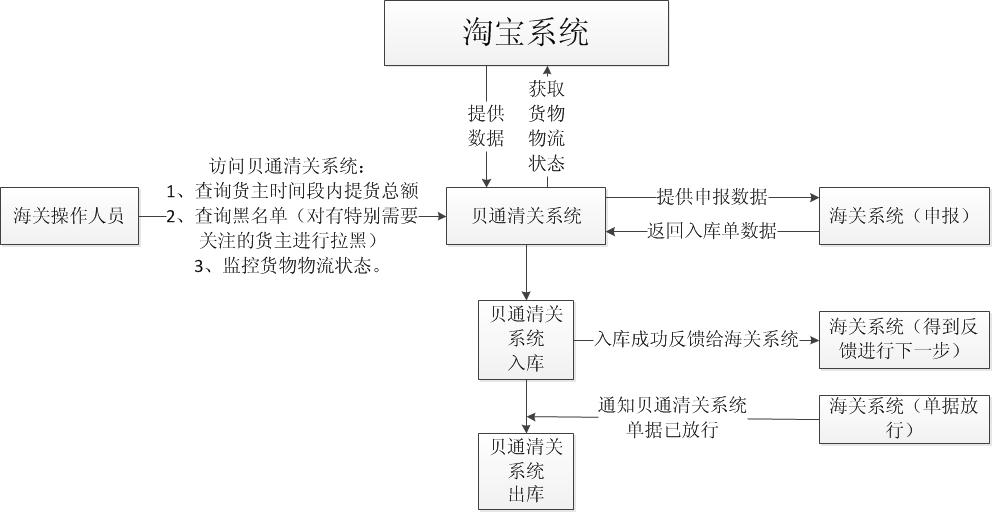 淘宝系统
提供
数据
获取
货物
物流
状态
访问贝通清关系统：
1、查询货主时间段内提货总额
2、查询黑名单（对有特别需要
关注的货主进行拉黑）
3、监控货物物流状态。
海关操作人员
贝通清关系统
提供申报数据
返回入库单数据
海关系统（申报）
贝通清关
系统
入库
入库成功反馈给海关系统
海关系统（得到反
馈进行下一步）
通知贝通清关系统
单据已放行
海关系统（单据放
行）
贝通清关
系统
出库